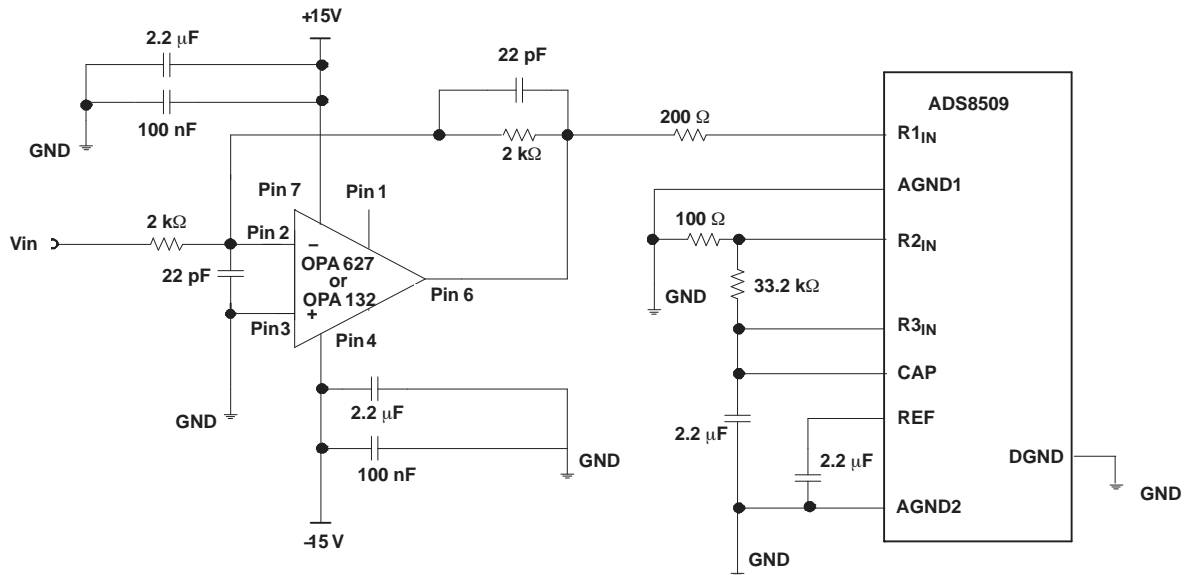 +15V
2.2 μF
22 pF
ADS8509
100 nF
200 Ω
R1IN
GND
2 kΩ
Pin 7
Pin 1
AGND1
2 kΩ
100 Ω
Vin
Pin 2
−
R2IN
OPA 627
22 pF
or
33.2 kΩ
OPA 132
Pin 6
GND
Pin3
+
R3IN
Pin 4
CAP
2.2 μF
REF
GND
2.2 μF
2.2 μF
DGND
100 nF
GND
GND
AGND2
GND
−15 V